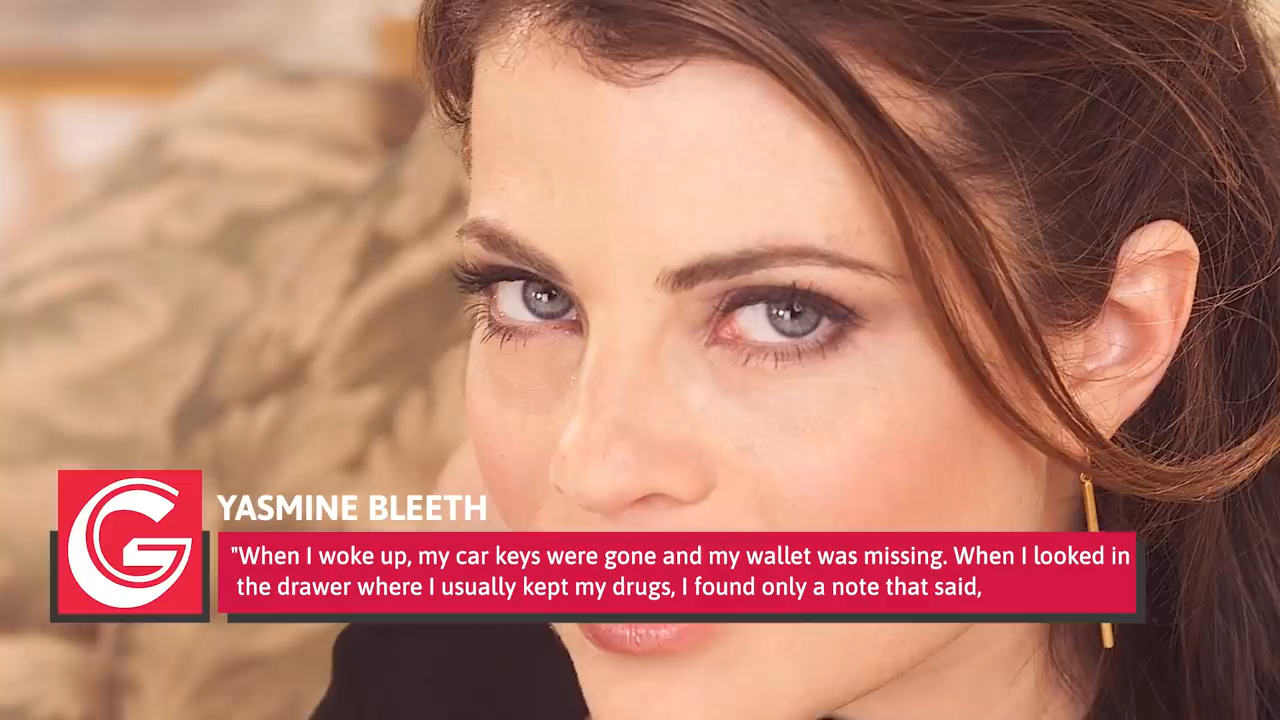 G
YASMINE BLEETH
"When I woke up, my car keys were gone and my wallet was missing. When I looked in
the drawer where I usually kept my drugs, I found only a note that said,